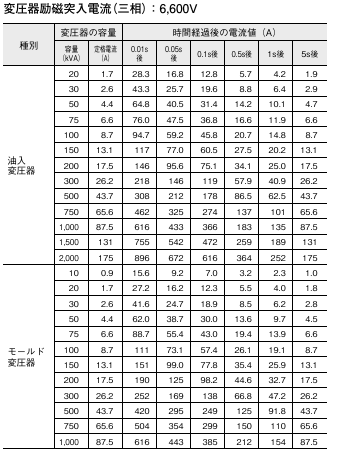 変圧器励磁突入電流(三相)：6,600V
種別 変圧器の容量 時間経過後の電流値（A）
容量(kVA) 定格電流(A) 0.01s後 0.05s後 0.1s後 0.5s後 1s後 5s後
油入変圧器
20 1.7 28.3 16.8 12.8 5.7 4.2 1.9
30 2.6 43.3 25.7 19.6 8.8 6.4 2.9
50 4.4 64.8 40.5 31.4 14.2 10.1 4.7
75 6.6 76.0 47.5 36.8 16.6 11.9 6.6
100 8.7 94.7 59.2 45.8 20.7 14.8 8.7
150 13.1 117 77.0 60.5 27.5 20.2 13.1
200 17.5 146 95.6 75.1 34.1 25.0 17.5
300 26.2 218 146 119 57.9 40.9 26.2
500 43.7 308 212 178 86.5 62.5 43.7
750 65.6 462 325 274 137 101 65.6
1,000 87.5 616 433 366 183 135 87.5
1,500 131 755 542 472 259 189 131
2,000 175 896 672 616 364 252 175
モールド変圧器
10 0.9 15.6 9.2 7.0 3.2 2.3 1.0
20 1.7 27.2 16.2 12.3 5.5 4.0 1.8
30 2.6 41.6 24.7 18.9 8.5 6.2 2.8
50 4.4 62.0 38.7 30.0 13.6 9.7 4.5
75 6.6 88.7 55.4 43.0 19.4 13.9 6.6
100 8.7 111 73.1 57.4 26.1 19.1 8.7
150 13.1 151 99.0 77.8 35.4 25.9 13.1
200 17.5 190 125 98.2 44.6 32.7 17.5
300 26.2 252 169 138 66.8 47.2 26.2
500 43.7 420 295 249 125 91.8 43.7
750 65.6 504 354 299 150 110 65.6
1,000 87.5 616 443 385 212 154 87.5